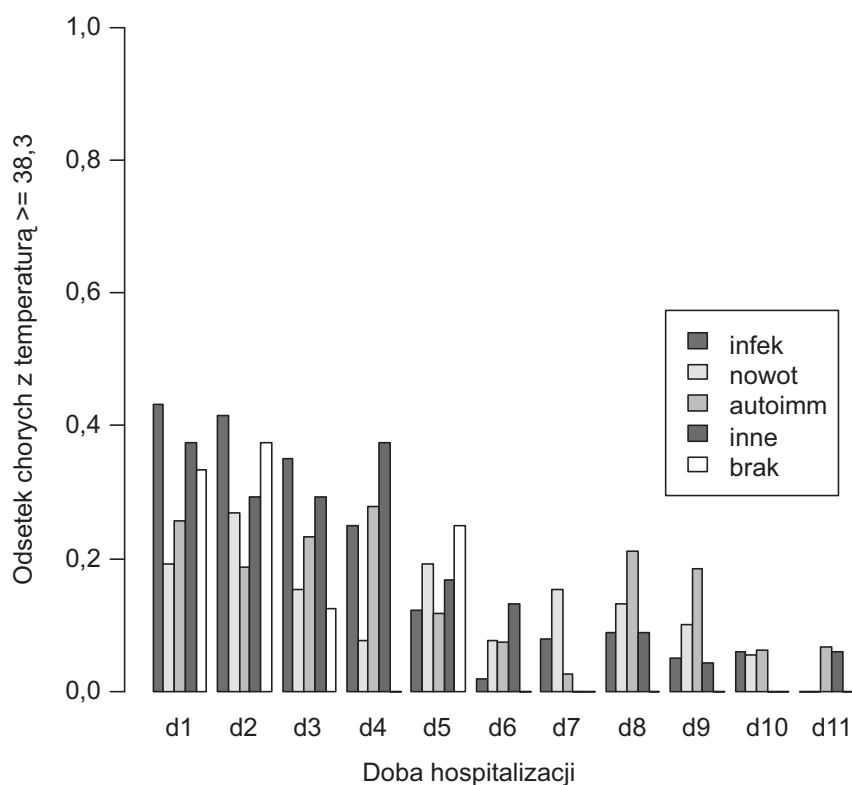 Odsetek chorych z temperaturą >= 38,3
1,0
0,8
0,6
0,4
0,2
0,0
infek
nowot
autoimm
inne
brak
d1 d2 d3 d4 d5 d6 d7 d8 d9 d10 d11
Doba hospitalizacji